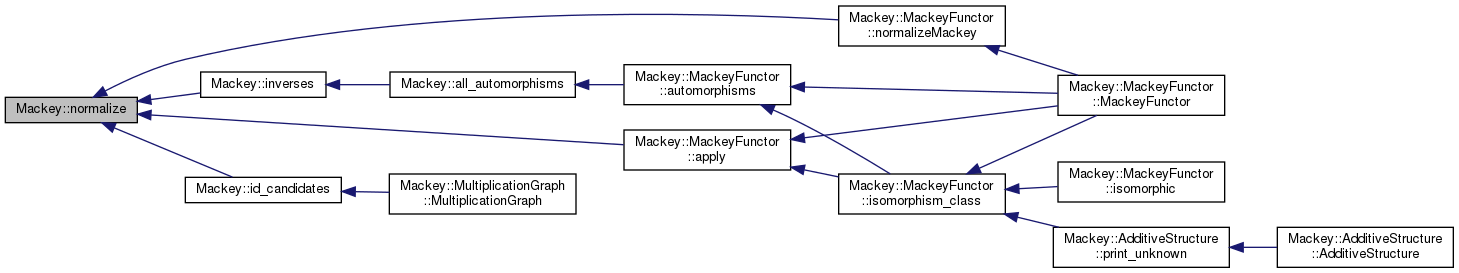 Mackey::normalize
Mackey::MackeyFunctor
::normalizeMackey
Mackey::inverses
Mackey::all_automorphisms
Mackey::MackeyFunctor
::automorphisms
Mackey::MackeyFunctor
::MackeyFunctor
Mackey::MackeyFunctor
::apply
Mackey::id_candidates
Mackey::MultiplicationGraph
::MultiplicationGraph
Mackey::MackeyFunctor
::isomorphism_class
Mackey::MackeyFunctor
::isomorphic
Mackey::AdditiveStructure
::print_unknown
Mackey::AdditiveStructure
::AdditiveStructure